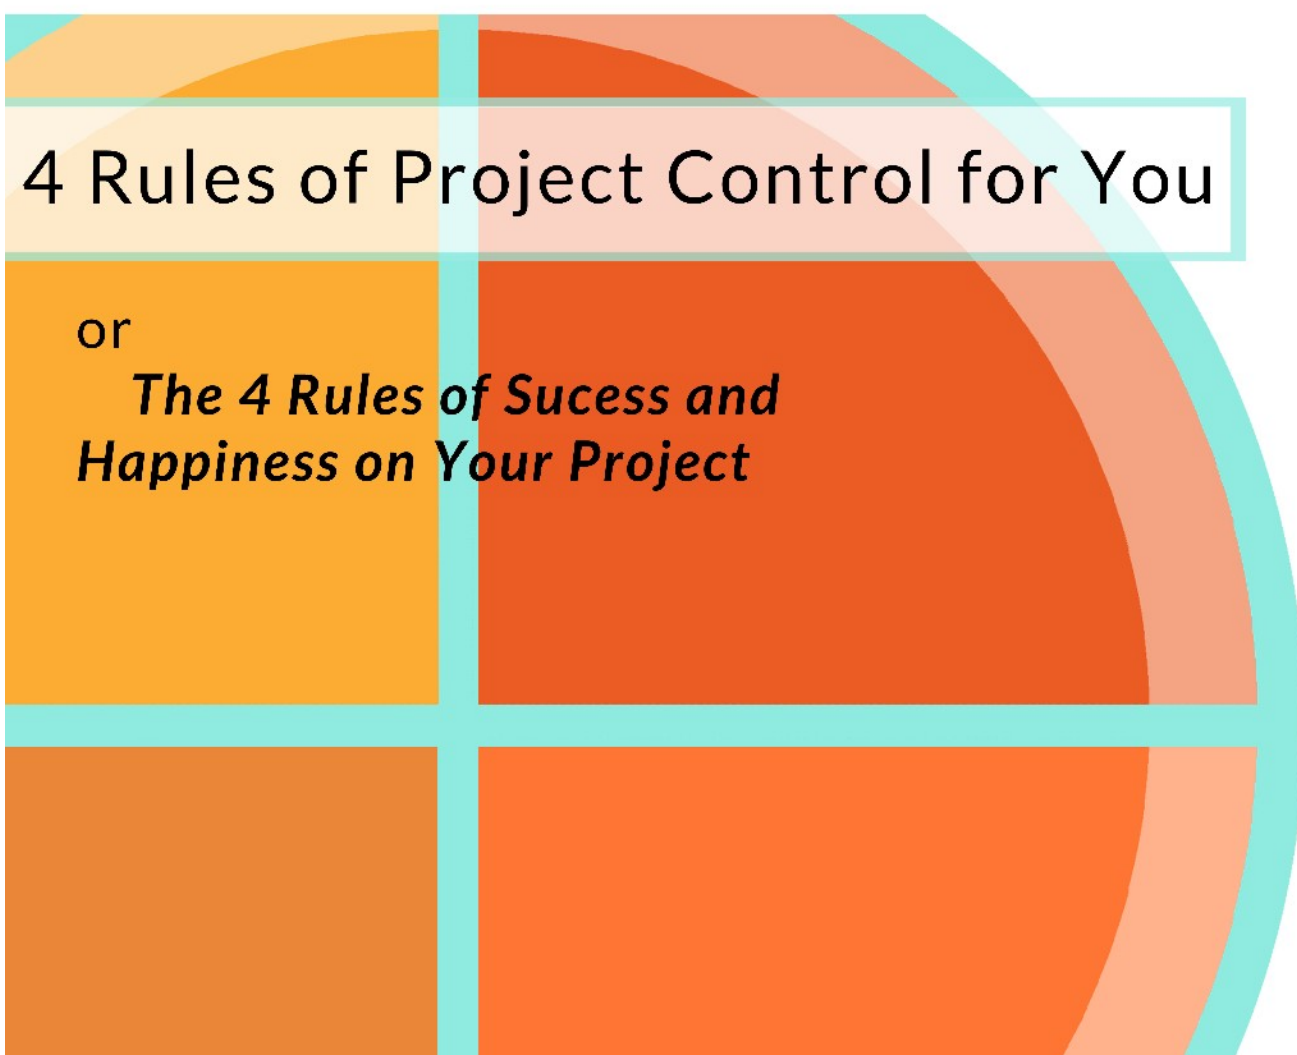 4 Rules of Project Control for You
or
The 4 Rules of Sucess and
Happiness on Your Project